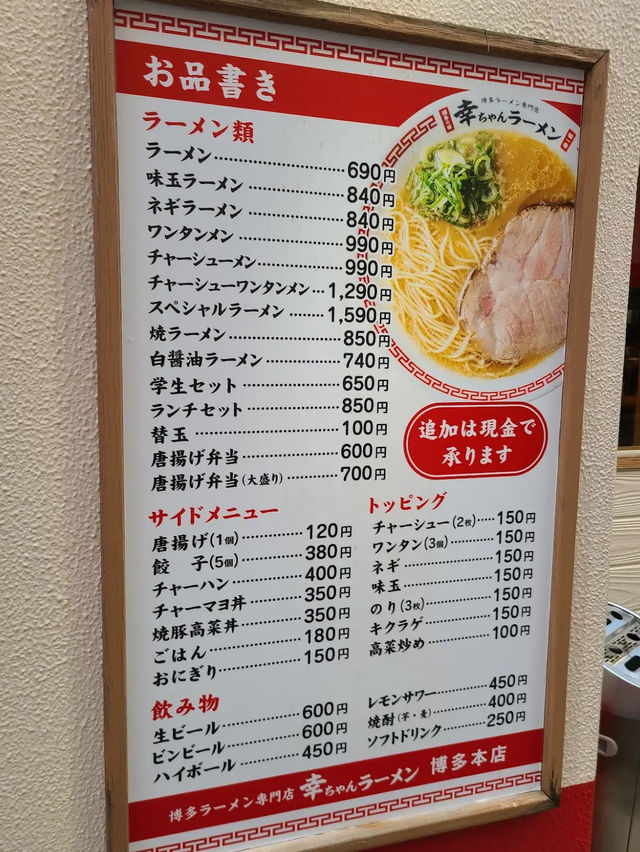 お品書き
博多ラーメン専門店
幸ちゃんラーメン
ラーメン類
ラーメン……………………690円
味玉ラーメン………………840円
ネギラーメン………………840円
ワンタンメン………………990円
チャーシューメン…………990円
チャーシューワンタンメン…1,290円
スペシャルラーメン………1,590円
焼ラーメン…………………850円
白醤油ラーメン……………740円
学生セット…………………650円
ランチセット………………850円
替玉…………………………100円
唐揚げ弁当…………………600円
唐揚げ弁当(大盛り)………700円
追加は現金で
承ります
サイドメニュー
唐揚げ(1個)………………120円
餃 子(5個)………………380円
チャーハン…………………400円
チャーマヨ丼………………350円
焼豚高菜丼…………………350円
ごはん………………………180円
おにぎり……………………150円
トッピング
チャーシュー(2枚)……150円
ワンタン(3個)…………150円
ネギ………………………150円
味玉………………………150円
のり(3枚)………………150円
キクラゲ…………………150円
高菜炒め…………………100円
飲み物
生ビール……………………600円
ビンビール…………………600円
ハイボール…………………450円
レモンサワー……………450円
焼酎(芋・麦)……………400円
ソフトドリンク…………250円
博多ラーメン専門店 幸ちゃんラーメン 博多本店